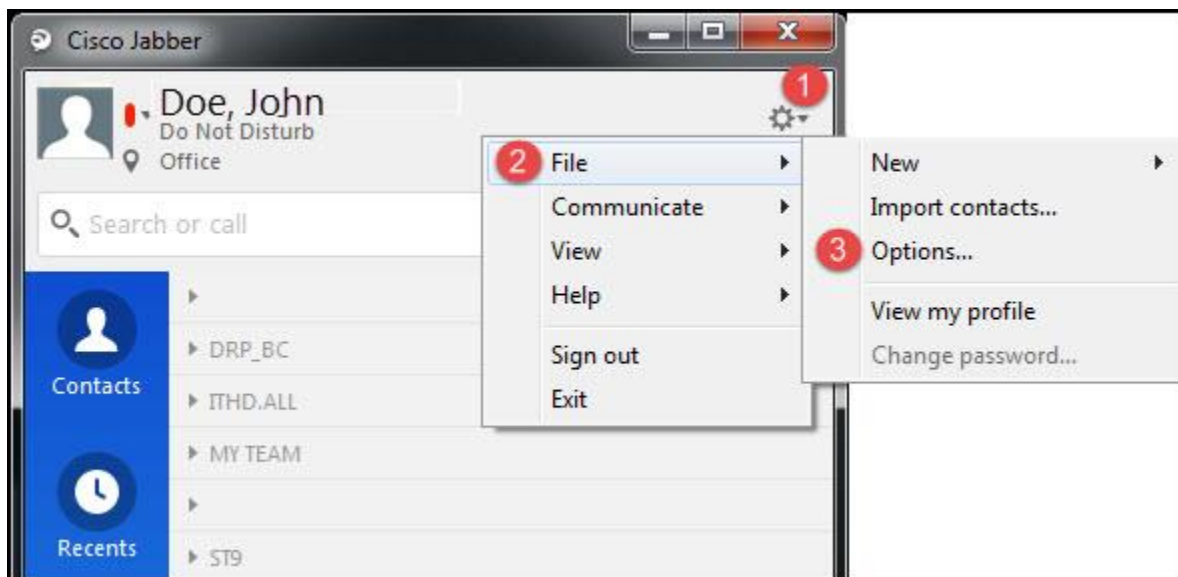 Cisco Jabber
1
Doe, John
Do Not Disturb
Office
Search or call
2 File
Communicate
View
Help
Sign out
Exit
New
Import contacts...
3 Options...
View my profile
Change password...
Contacts
Recents
DRP_BC
ITHD.ALL
MY TEAM
ST9